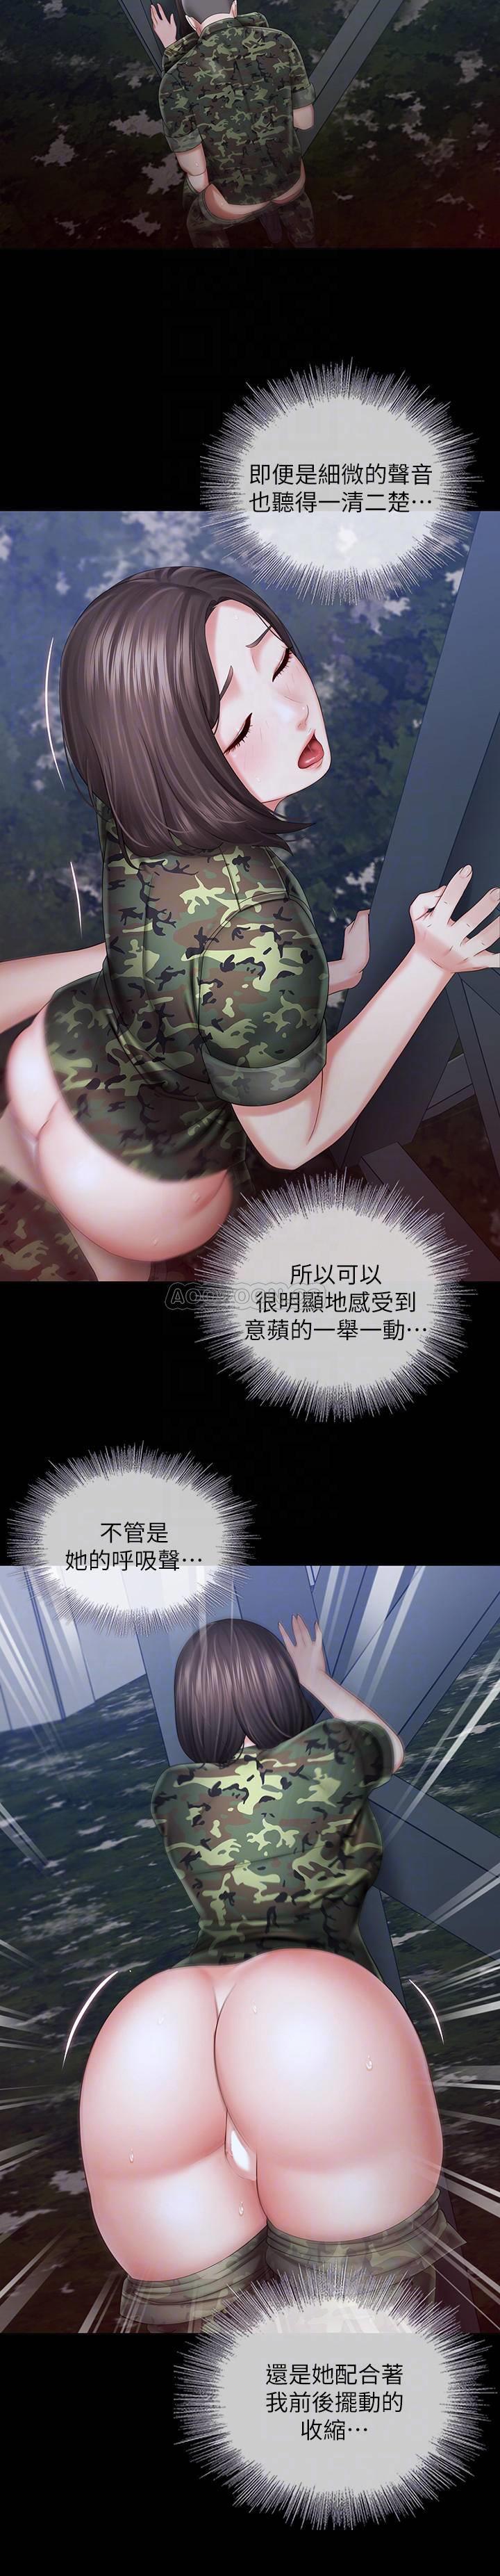 即便是細微的聲音
也聽得一清二楚⋯
所以可以
很明顯地感受到
意蘋的一舉一動⋯
不管是
她的呼吸聲⋯
還是她配合著
我前後擺動的
收縮⋯